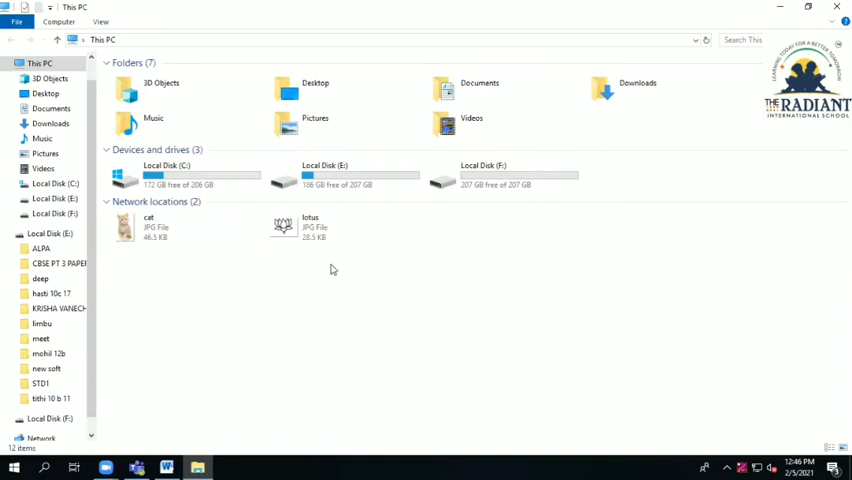 This PC
File Computer View
This PC
Search This
LEARNING TODAY FOR A BETTER TOMORROW
THE RADIANT
INTERNATIONAL SCHOOL
This PC
3D Objects
Desktop
Documents
Downloads
Music
Pictures
Videos
Local Disk (C:)
Local Disk (E:)
Local Disk (F:)
Local Disk (E:)
ALPA
CBSE PT 3 PAPER
deep
hasti 10c 17
KRISHA VANECH
limbu
meet
mohil 12b
new soft
STD1
tithi 10 b 11
Local Disk (F:)
Network
Folders (7)
3D Objects Desktop Documents Downloads
Music Pictures Videos
Devices and drives (3)
Local Disk (C:)
172 GB free of 206 GB
Local Disk (E:)
186 GB free of 207 GB
Local Disk (F:)
207 GB free of 207 GB
Network locations (2)
cat
JPG File
46.5 KB
lotus
JPG File
28.5 KB
12 items
12:46 PM
2/5/2021
3